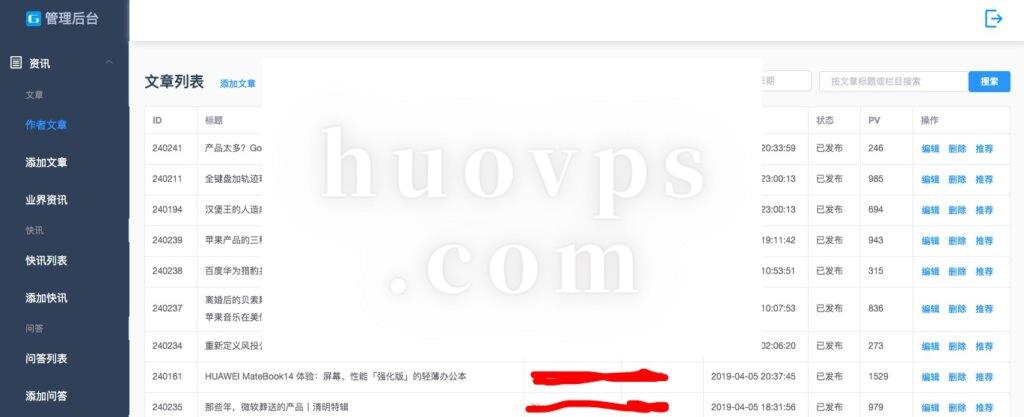 管理后台
资讯
文章
作者文章
添加文章
业界资讯
快讯
快讯列表
添加快讯
问答
问答列表
添加问答
文章列表 添加文章 日期 按文章标题或栏目搜索 搜索
ID 标题 状态 PV 操作
240241 产品太多？Go 20:33:59 已发布 246 编辑 删除 推荐
240211 全键盘加轨迹 23:00:13 已发布 985 编辑 删除 推荐
240194 汉堡王的人造 23:00:13 已发布 694 编辑 删除 推荐
240239 苹果产品的三 19:11:42 已发布 943 编辑 删除 推荐
240238 百度华为猎豹 10:53:51 已发布 315 编辑 删除 推荐
240237 离婚后的贝索斯 10:07:53 已发布 836 编辑 删除 推荐
苹果音乐在美
240234 重新定义风投 02:06:20 已发布 273 编辑 删除 推荐
240161 HUAWEI MateBook14 体验：屏幕、性能「强化版」的轻薄办公本 2019-04-05 20:37:45 已发布 1529 编辑 删除 推荐
240235 那些年，微软葬送的产品丨清明特辑 2019-04-05 18:31:56 已发布 979 编辑 删除 推荐
huovps
.com